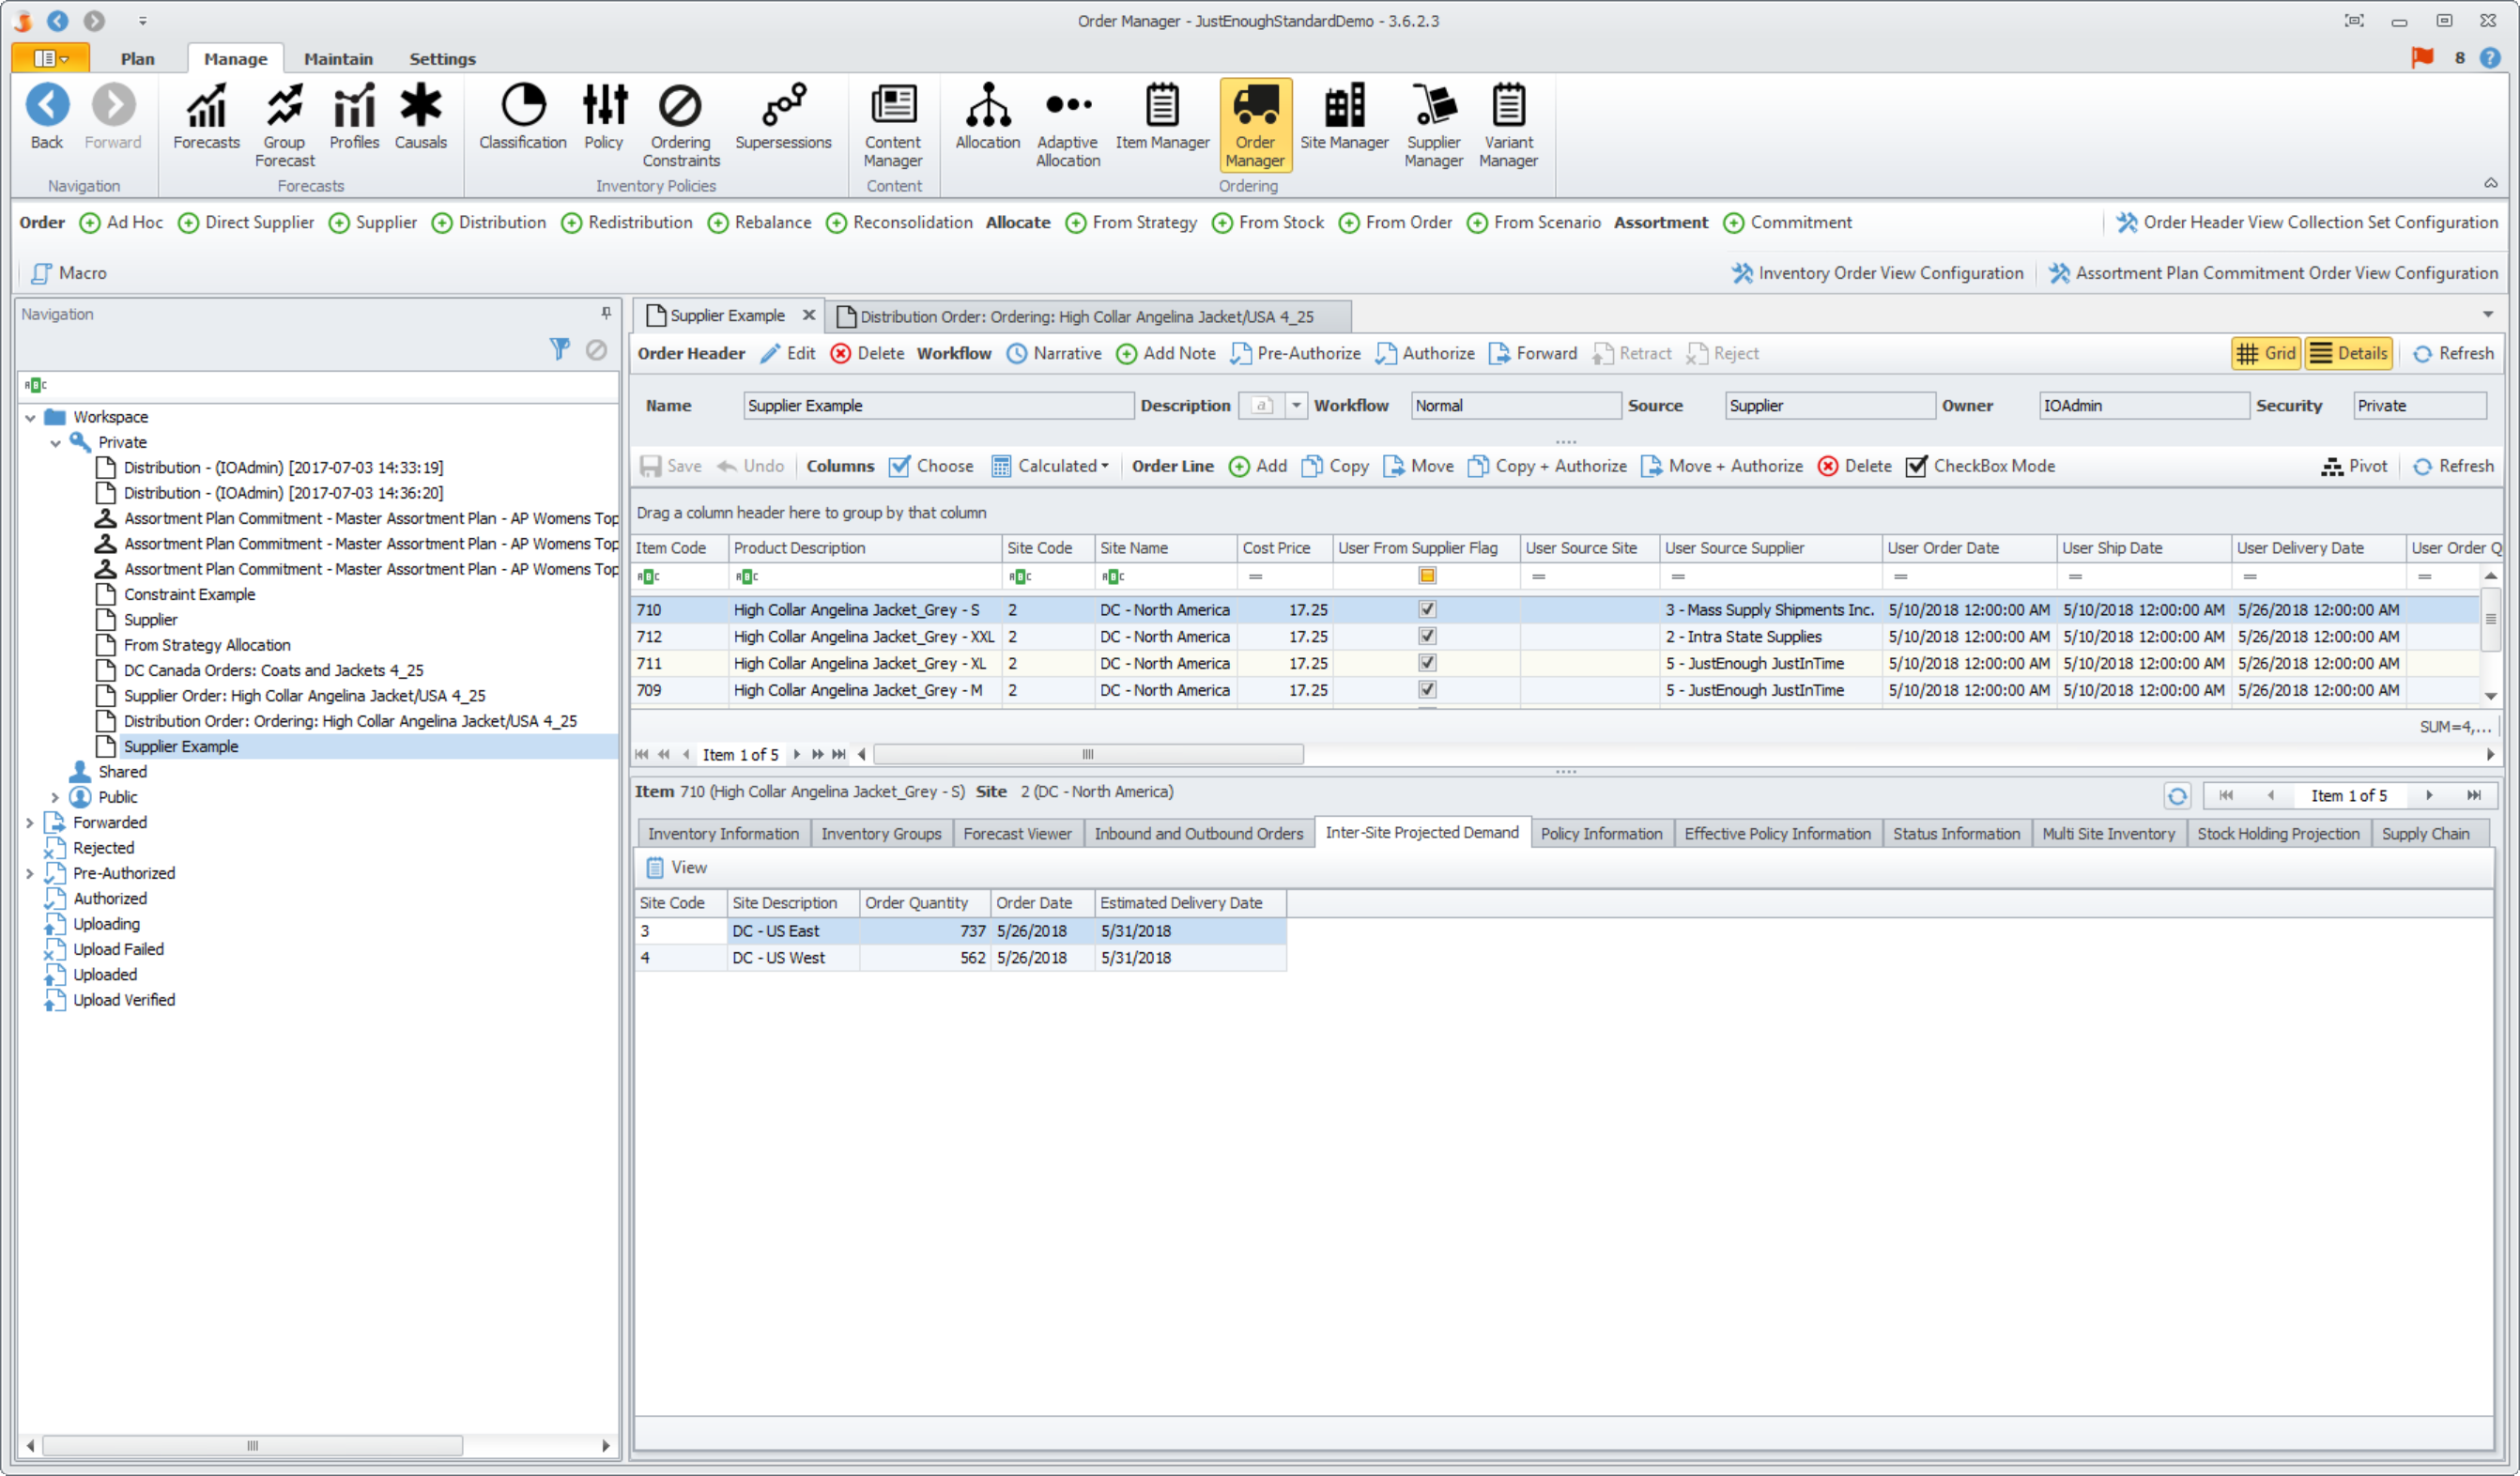 Order Manager - JustEnoughStandardDemo - 3.6.2.3
Plan Manage Maintain Settings 8
Back Forward Forecasts Group Forecast Profiles Causals Classification Policy Ordering Constraints Supersessions Content Manager Allocation Adaptive Allocation Item Manager Order Manager Site Manager Supplier Manager Variant Manager
Navigation Forecasts Inventory Policies Content Ordering
Order Ad Hoc Direct Supplier Supplier Distribution Redistribution Rebalance Reconsolidation Allocate From Strategy From Stock From Order From Scenario Assortment Commitment Order Header View Collection Set Configuration
Macro Inventory Order View Configuration Assortment Plan Commitment Order View Configuration
Navigation
ABC
Workspace
Private
Distribution - (IOAdmin) [2017-07-03 14:33:19]
Distribution - (IOAdmin) [2017-07-03 14:36:20]
Assortment Plan Commitment - Master Assortment Plan - AP Womens Top
Assortment Plan Commitment - Master Assortment Plan - AP Womens Top
Assortment Plan Commitment - Master Assortment Plan - AP Womens Top
Constraint Example
Supplier
From Strategy Allocation
DC Canada Orders: Coats and Jackets 4_25
Supplier Order: High Collar Angelina Jacket/USA 4_25
Distribution Order: Ordering: High Collar Angelina Jacket/USA 4_25
Supplier Example
Shared
Public
Forwarded
Rejected
Pre-Authorized
Authorized
Uploading
Upload Failed
Uploaded
Upload Verified
Supplier Example Distribution Order: Ordering: High Collar Angelina Jacket/USA 4_25
Order Header Edit Delete Workflow Narrative Add Note Pre-Authorize Authorize Forward Retract Reject Grid Details Refresh
Name Supplier Example Description a Workflow Normal Source Supplier Owner IOAdmin Security Private
Save Undo Columns Choose Calculated Order Line Add Copy Move Copy + Authorize Move + Authorize Delete CheckBox Mode Pivot Refresh
Drag a column header here to group by that column
Item Code Product Description Site Code Site Name Cost Price User From Supplier Flag User Source Site User Source Supplier User Order Date User Ship Date User Delivery Date User Order Q
ABC ABC ABC ABC = = = = = = =
710 High Collar Angelina Jacket_Grey - S 2 DC - North America 17.25 3 - Mass Supply Shipments Inc. 5/10/2018 12:00:00 AM 5/10/2018 12:00:00 AM 5/26/2018 12:00:00 AM
712 High Collar Angelina Jacket_Grey - XXL 2 DC - North America 17.25 2 - Intra State Supplies 5/10/2018 12:00:00 AM 5/10/2018 12:00:00 AM 5/26/2018 12:00:00 AM
711 High Collar Angelina Jacket_Grey - XL 2 DC - North America 17.25 5 - JustEnough JustInTime 5/10/2018 12:00:00 AM 5/10/2018 12:00:00 AM 5/26/2018 12:00:00 AM
709 High Collar Angelina Jacket_Grey - M 2 DC - North America 17.25 5 - JustEnough JustInTime 5/10/2018 12:00:00 AM 5/10/2018 12:00:00 AM 5/26/2018 12:00:00 AM
SUM=4,...
Item 1 of 5
Item 710 (High Collar Angelina Jacket_Grey - S) Site 2 (DC - North America) Item 1 of 5
Inventory Information Inventory Groups Forecast Viewer Inbound and Outbound Orders Inter-Site Projected Demand Policy Information Effective Policy Information Status Information Multi Site Inventory Stock Holding Projection Supply Chain
View
Site Code Site Description Order Quantity Order Date Estimated Delivery Date
3 DC - US East 737 5/26/2018 5/31/2018
4 DC - US West 562 5/26/2018 5/31/2018